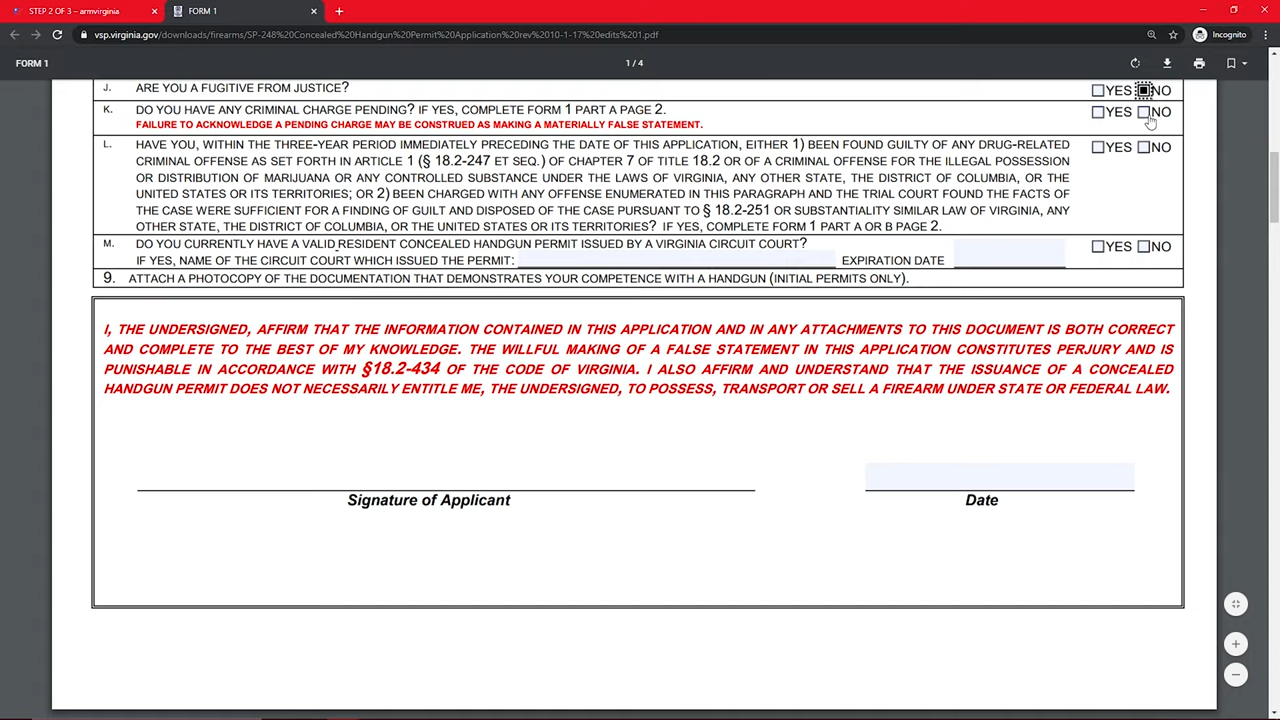 STEP 2 OF 3 – armvirginia
FORM 1
vsp.virginia.gov/downloads/firearms/SP-248%20Concealed%20Handgun%20Permit%20Application%20rev%2010-1-17%20edits%201.pdf
Incognito
FORM 1
1 / 4
J. ARE YOU A FUGITIVE FROM JUSTICE? YES NO
K. DO YOU HAVE ANY CRIMINAL CHARGE PENDING? IF YES, COMPLETE FORM 1 PART A PAGE 2. YES NO
FAILURE TO ACKNOWLEDGE A PENDING CHARGE MAY BE CONSTRUED AS MAKING A MATERIALLY FALSE STATEMENT.
L. HAVE YOU, WITHIN THE THREE-YEAR PERIOD IMMEDIATELY PRECEDING THE DATE OF THIS APPLICATION, EITHER 1) BEEN FOUND GUILTY OF ANY DRUG-RELATED YES NO
CRIMINAL OFFENSE AS SET FORTH IN ARTICLE 1 (§ 18.2-247 ET SEQ.) OF CHAPTER 7 OF TITLE 18.2 OR OF A CRIMINAL OFFENSE FOR THE ILLEGAL POSSESSION
OR DISTRIBUTION OF MARIJUANA OR ANY CONTROLLED SUBSTANCE UNDER THE LAWS OF VIRGINIA, ANY OTHER STATE, THE DISTRICT OF COLUMBIA, OR THE
UNITED STATES OR ITS TERRITORIES; OR 2) BEEN CHARGED WITH ANY OFFENSE ENUMERATED IN THIS PARAGRAPH AND THE TRIAL COURT FOUND THE FACTS OF
THE CASE WERE SUFFICIENT FOR A FINDING OF GUILT AND DISPOSED OF THE CASE PURSUANT TO § 18.2-251 OR SUBSTANTIALITY SIMILAR LAW OF VIRGINIA, ANY
OTHER STATE, THE DISTRICT OF COLUMBIA, OR THE UNITED STATES OR ITS TERRITORIES? IF YES, COMPLETE FORM 1 PART A OR B PAGE 2.
M. DO YOU CURRENTLY HAVE A VALID RESIDENT CONCEALED HANDGUN PERMIT ISSUED BY A VIRGINIA CIRCUIT COURT? YES NO
IF YES, NAME OF THE CIRCUIT COURT WHICH ISSUED THE PERMIT: EXPIRATION DATE
9. ATTACH A PHOTOCOPY OF THE DOCUMENTATION THAT DEMONSTRATES YOUR COMPETENCE WITH A HANDGUN (INITIAL PERMITS ONLY).
I, THE UNDERSIGNED, AFFIRM THAT THE INFORMATION CONTAINED IN THIS APPLICATION AND IN ANY ATTACHMENTS TO THIS DOCUMENT IS BOTH CORRECT
AND COMPLETE TO THE BEST OF MY KNOWLEDGE. THE WILLFUL MAKING OF A FALSE STATEMENT IN THIS APPLICATION CONSTITUTES PERJURY AND IS
PUNISHABLE IN ACCORDANCE WITH §18.2-434 OF THE CODE OF VIRGINIA. I ALSO AFFIRM AND UNDERSTAND THAT THE ISSUANCE OF A CONCEALED
HANDGUN PERMIT DOES NOT NECESSARILY ENTITLE ME, THE UNDERSIGNED, TO POSSESS, TRANSPORT OR SELL A FIREARM UNDER STATE OR FEDERAL LAW.
Signature of Applicant Date